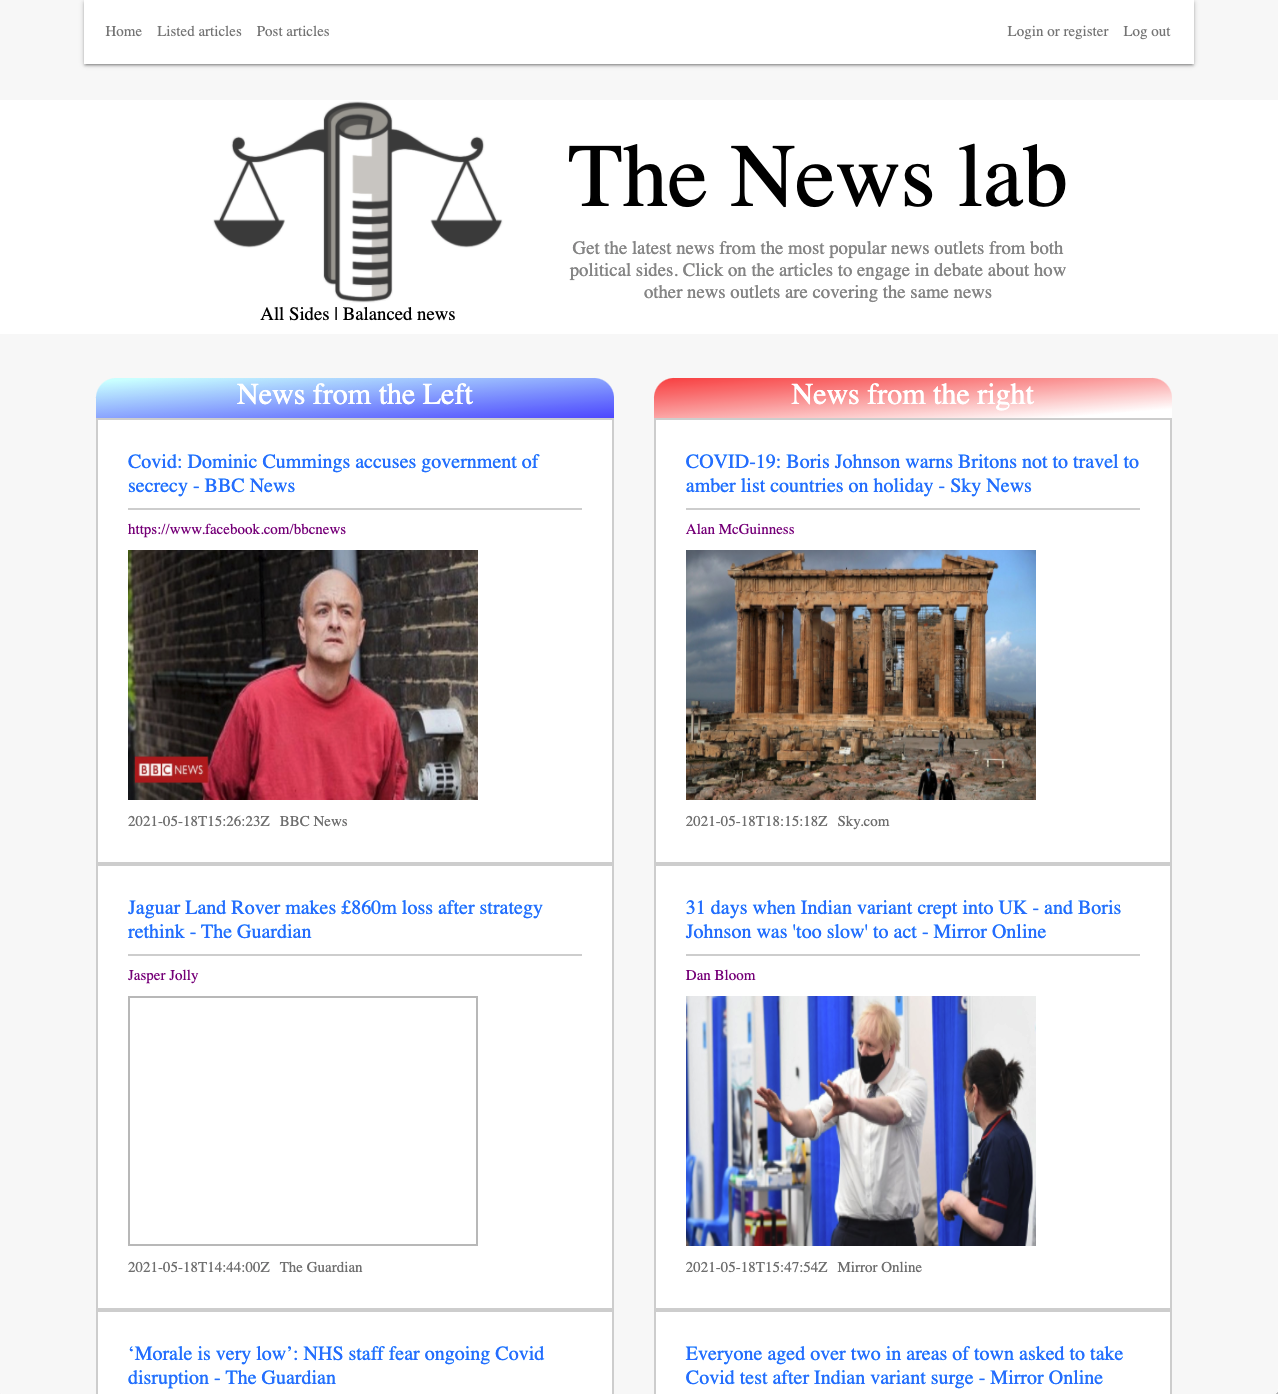 Home Listed articles Post articles Login or register Log out
The News lab
Get the latest news from the most popular news outlets from both
political sides. Click on the articles to engage in debate about how
other news outlets are covering the same news
All Sides | Balanced news
News from the Left
Covid: Dominic Cummings accuses government of
secrecy - BBC News
https://www.facebook.com/bbcnews
BBC NEWS
2021-05-18T15:26:23Z BBC News
Jaguar Land Rover makes £860m loss after strategy
rethink - The Guardian
Jasper Jolly
2021-05-18T14:44:00Z The Guardian
‘Morale is very low’: NHS staff fear ongoing Covid
disruption - The Guardian
News from the right
COVID-19: Boris Johnson warns Britons not to travel to
amber list countries on holiday - Sky News
Alan McGuinness
2021-05-18T18:15:18Z Sky.com
31 days when Indian variant crept into UK - and Boris
Johnson was 'too slow' to act - Mirror Online
Dan Bloom
2021-05-18T15:47:54Z Mirror Online
Everyone aged over two in areas of town asked to take
Covid test after Indian variant surge - Mirror Online